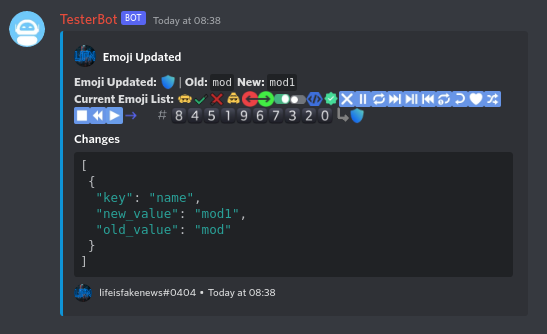 TesterBot BOT Today at 08:38
Emoji Updated
Emoji Updated: | Old: mod New: mod1
Current Emoji List:
# 8 4 5 1 9 6 7 3 2 0
Changes
[
{
"key": "name",
"new_value": "mod1",
"old_value": "mod"
}
]
lifeisfakenews#0404 • Today at 08:38